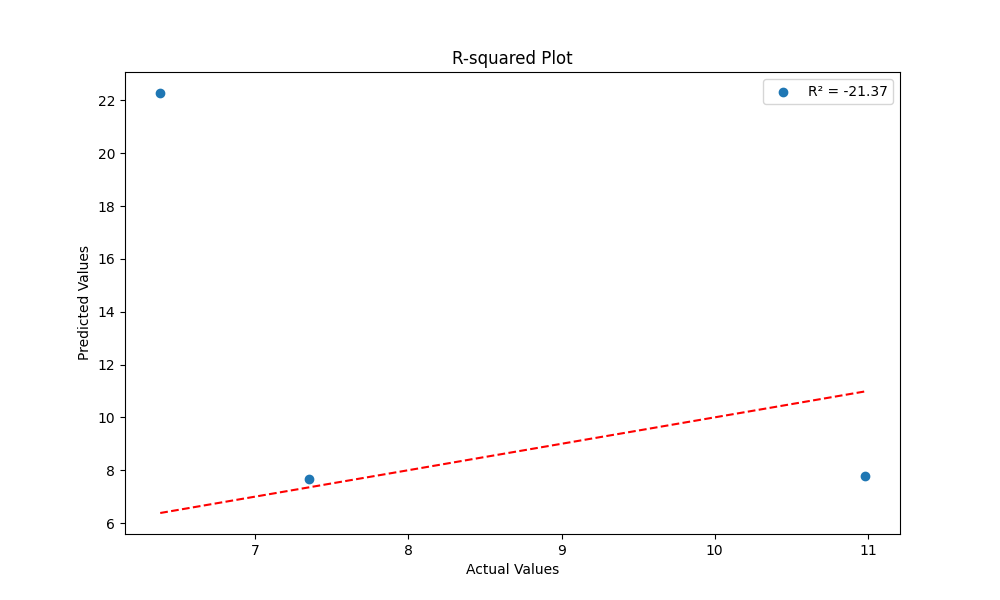 R-squared Plot
R² = -21.37
22
20
18
16
14
12
10
8
6
Predicted Values
7 8 9 10 11
Actual Values